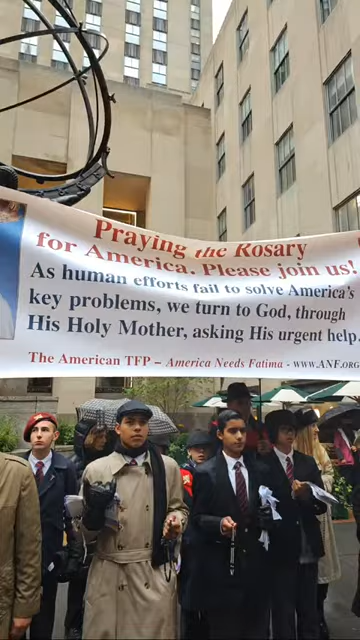 Praying the Rosary
for America. Please join us!
As human efforts fail to solve America's
key problems, we turn to God, through
His Holy Mother, asking His urgent help.
The American TFP – America Needs Fatima - www.ANF.ORG